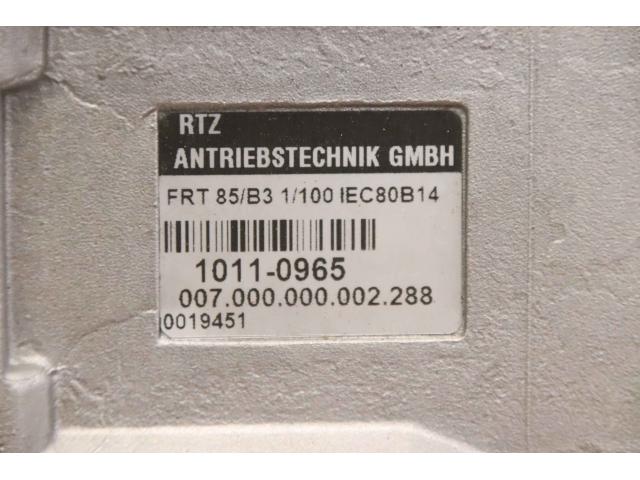 RTZ
ANTRIEBSTECHNIK GMBH
FRT 85/B3 1/100 IEC80B14
1011-0965
007.000.000.002.288
0019451